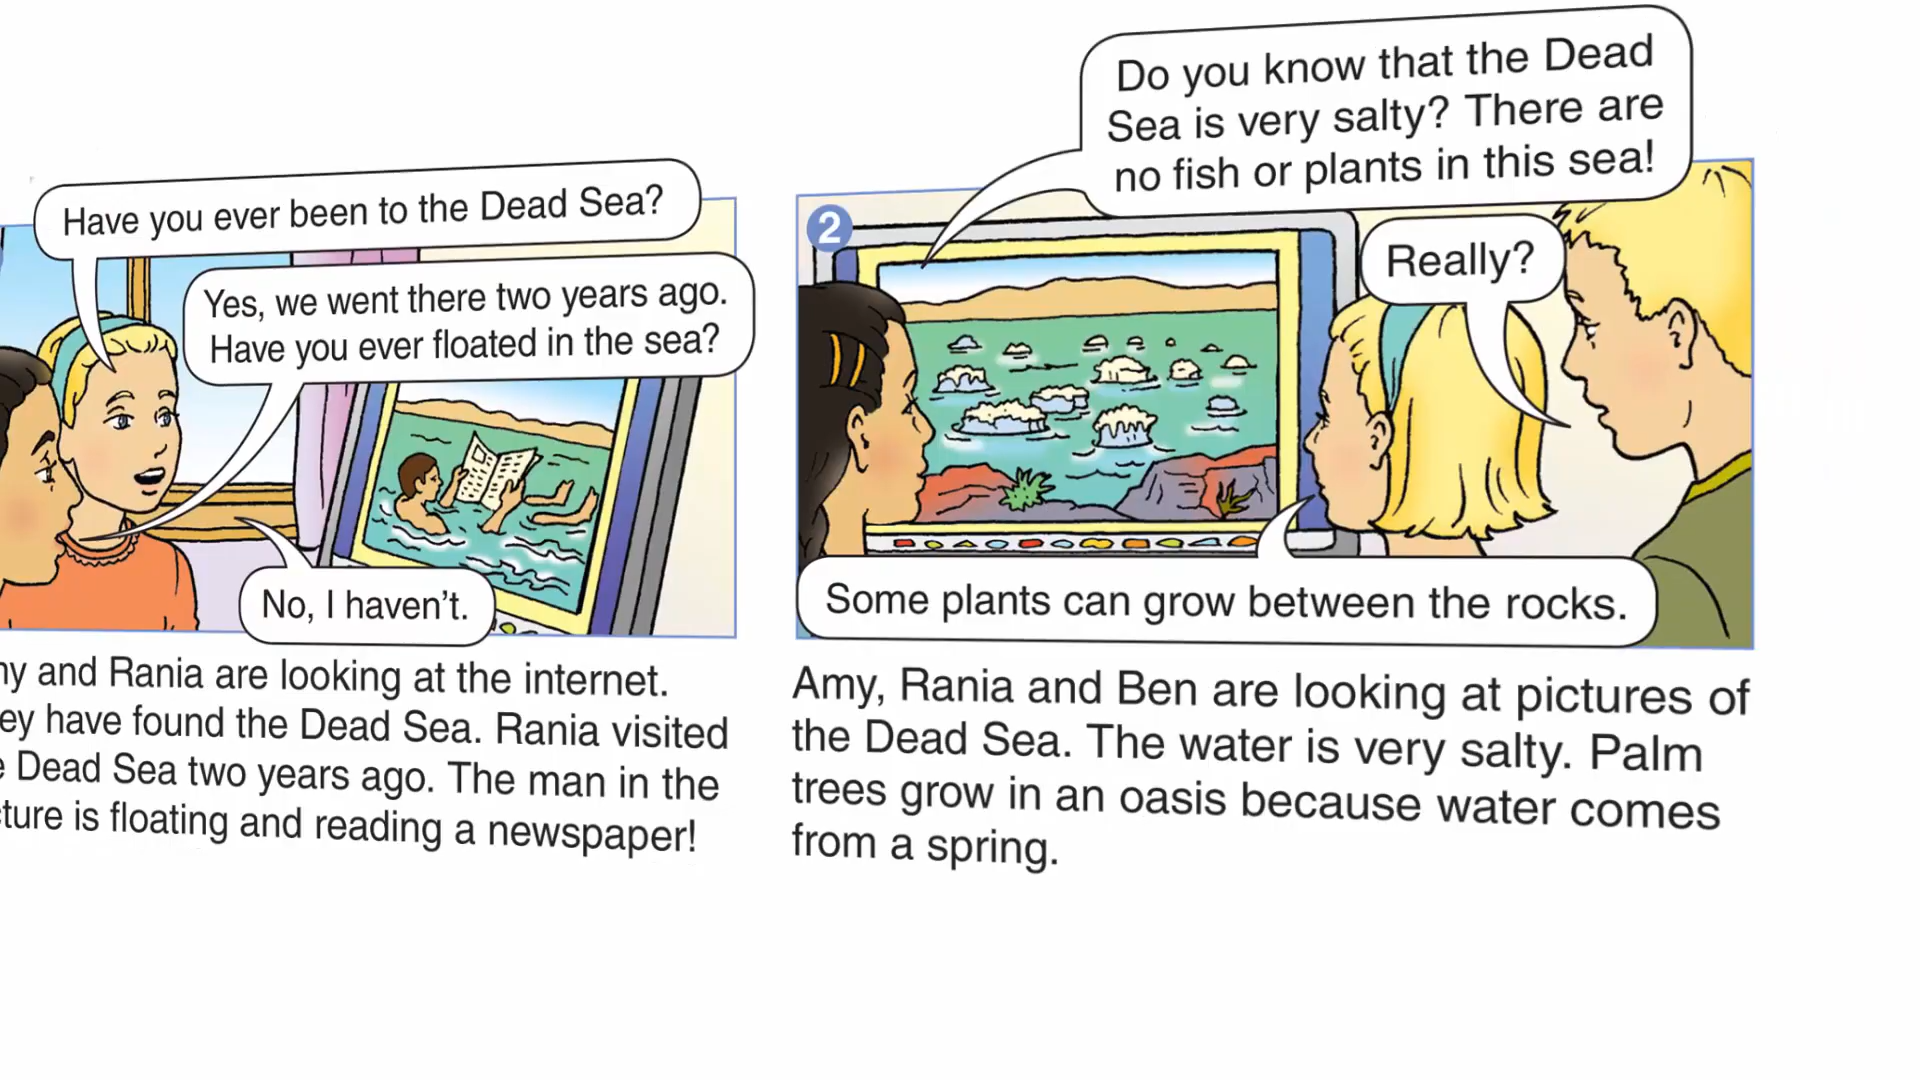 Have you ever been to the Dead Sea?
Yes, we went there two years ago.
Have you ever floated in the sea?
No, I haven't.
and Rania are looking at the internet.
have found the Dead Sea. Rania visited
Dead Sea two years ago. The man in the
is floating and reading a newspaper!
2
Do you know that the Dead
Sea is very salty? There are
no fish or plants in this sea!
Really?
Some plants can grow between the rocks.
Amy, Rania and Ben are looking at pictures of
the Dead Sea. The water is very salty. Palm
trees grow in an oasis because water comes
from a spring.